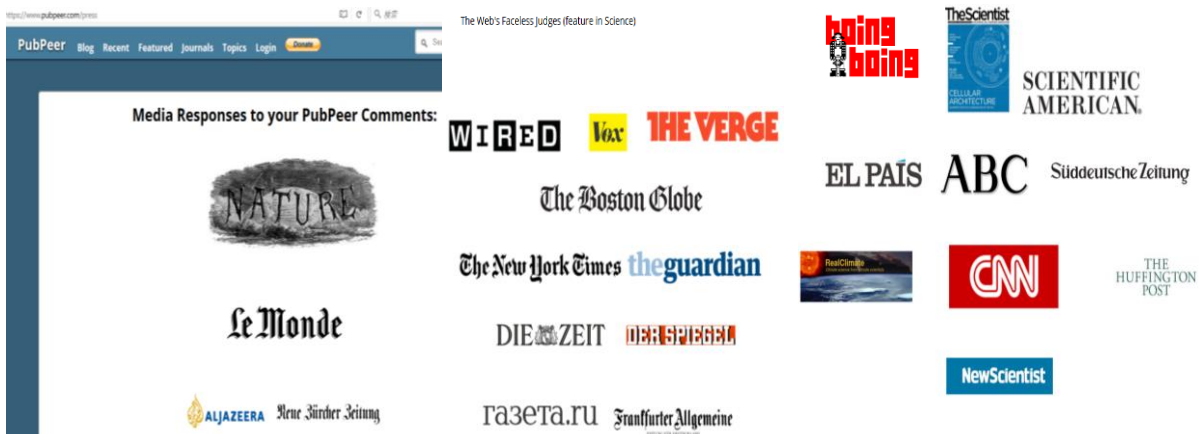 https://www.pubpeer.com/press
搜索
PubPeer Blog Recent Featured Journals Topics Login Donate
Media Responses to your PubPeer Comments:
NATURE
Le Monde
ALJAZEERA Neue Zürcher Zeitung
The Web's Faceless Judges (feature in Science)
WIRED Vox THE VERGE
The Boston Globe
The New York Times theguardian
DIE ZEIT DER SPIEGEL
газета.ru Frankfurter Allgemeine
boing
boing
TheScientist
CELLULAR
ARCHITECTURE
SCIENTIFIC
AMERICAN
EL PAÍS ABC Süddeutsche Zeitung
RealClimate
CNN
THE
HUFFINGTON
POST
NewScientist